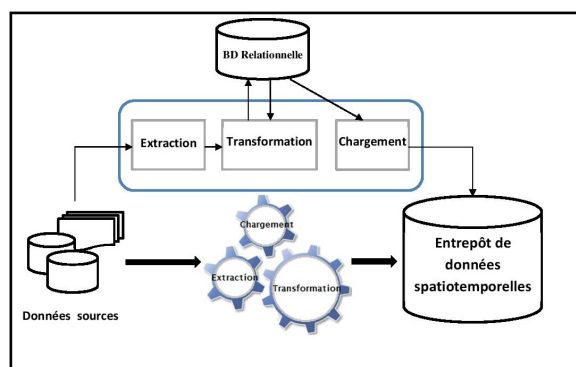 BD Relationnelle
Extraction
Transformation
Chargement
Chargement
Extraction
Transformation
Données sources
Entrepôt de
données
spatiotemporelles